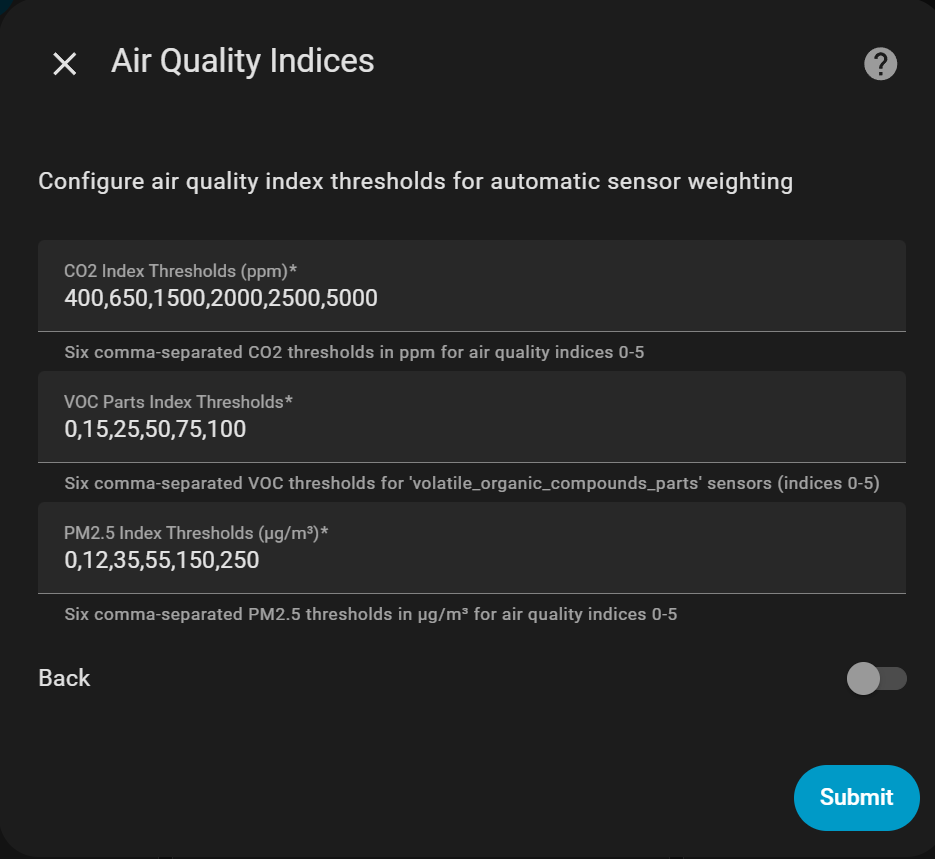 Air Quality Indices
?
Configure air quality index thresholds for automatic sensor weighting
CO2 Index Thresholds (ppm)*
400,650,1500,2000,2500,5000
Six comma-separated CO2 thresholds in ppm for air quality indices 0-5
VOC Parts Index Thresholds*
0,15,25,50,75,100
Six comma-separated VOC thresholds for 'volatile_organic_compounds_parts' sensors (indices 0-5)
PM2.5 Index Thresholds (µg/m³)*
0,12,35,55,150,250
Six comma-separated PM2.5 thresholds in µg/m³ for air quality indices 0-5
Back
Submit